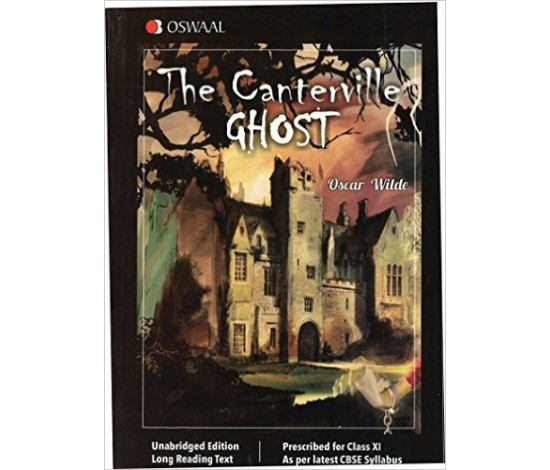 OSWAAL
The Canterville
GHOST
Oscar Wilde
Unabridged Edition
Long Reading Text
Prescribed for Class XI
As per latest CBSE Syllabus